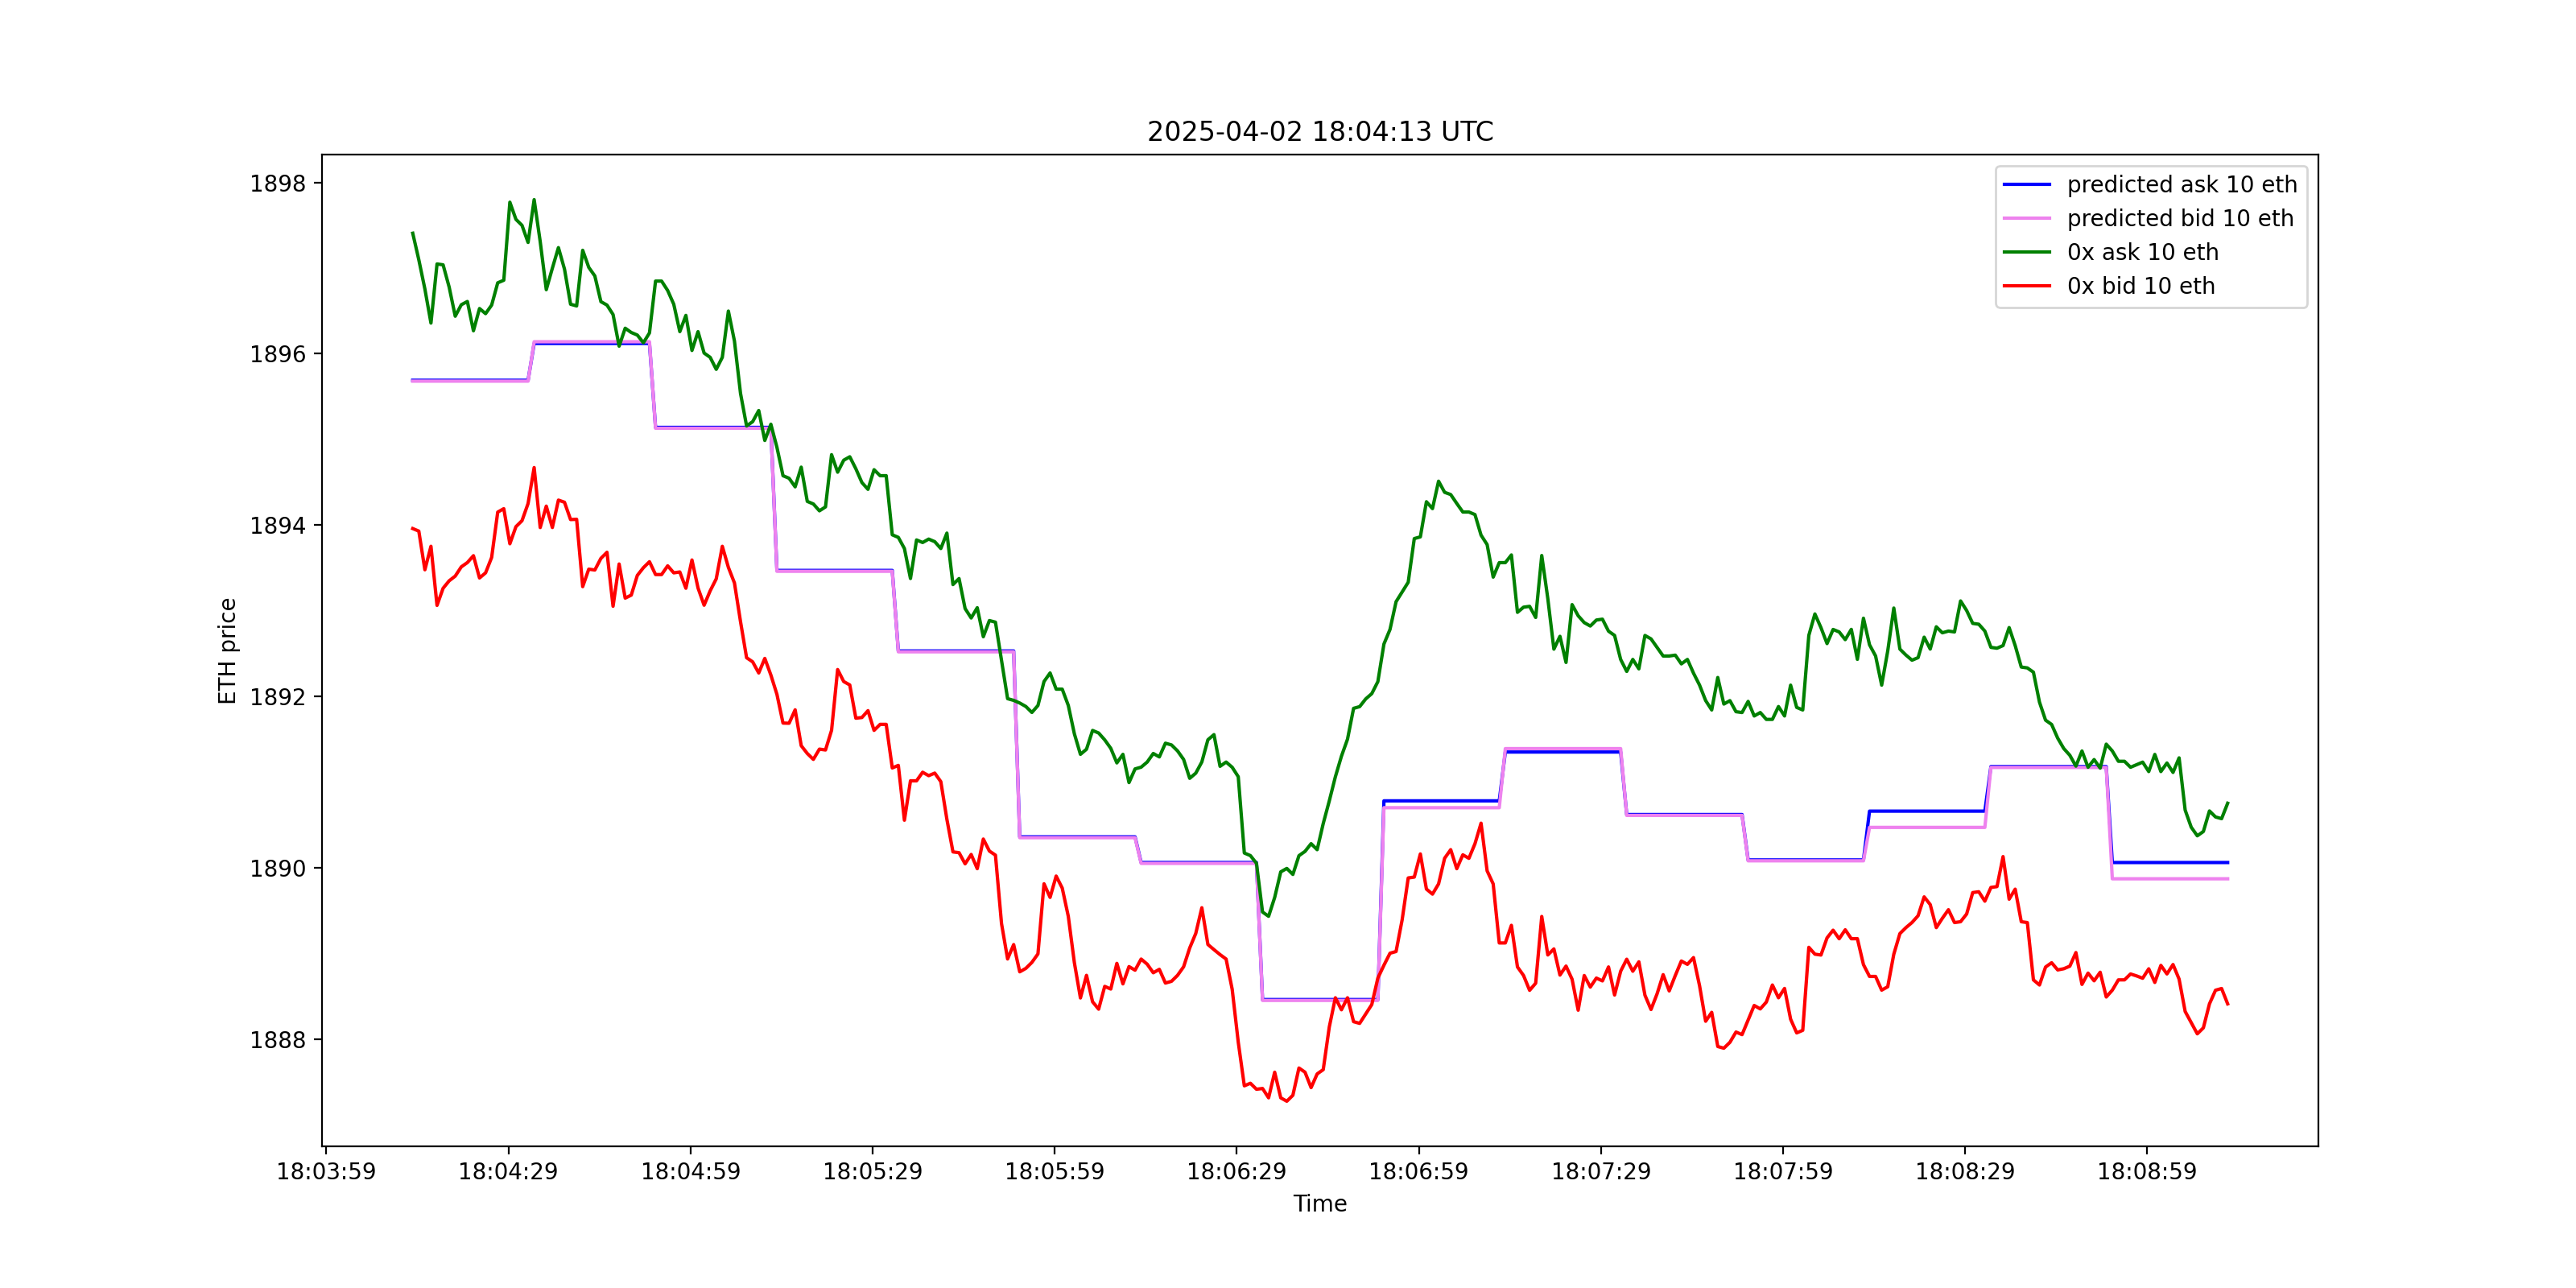 2025-04-02 18:04:13 UTC
predicted ask 10 eth
predicted bid 10 eth
0x ask 10 eth
0x bid 10 eth
ETH price
1898
1896
1894
1892
1890
1888
18:03:59 18:04:29 18:04:59 18:05:29 18:05:59 18:06:29 18:06:59 18:07:29 18:07:59 18:08:29 18:08:59
Time